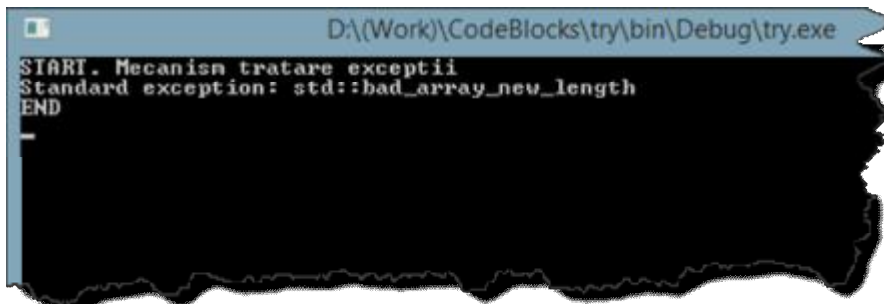 D:\(Work)\CodeBlocks\try\bin\Debug\try.exe
START. Mecanism tratare exceptii
Standard exception: std::bad_array_new_length
END